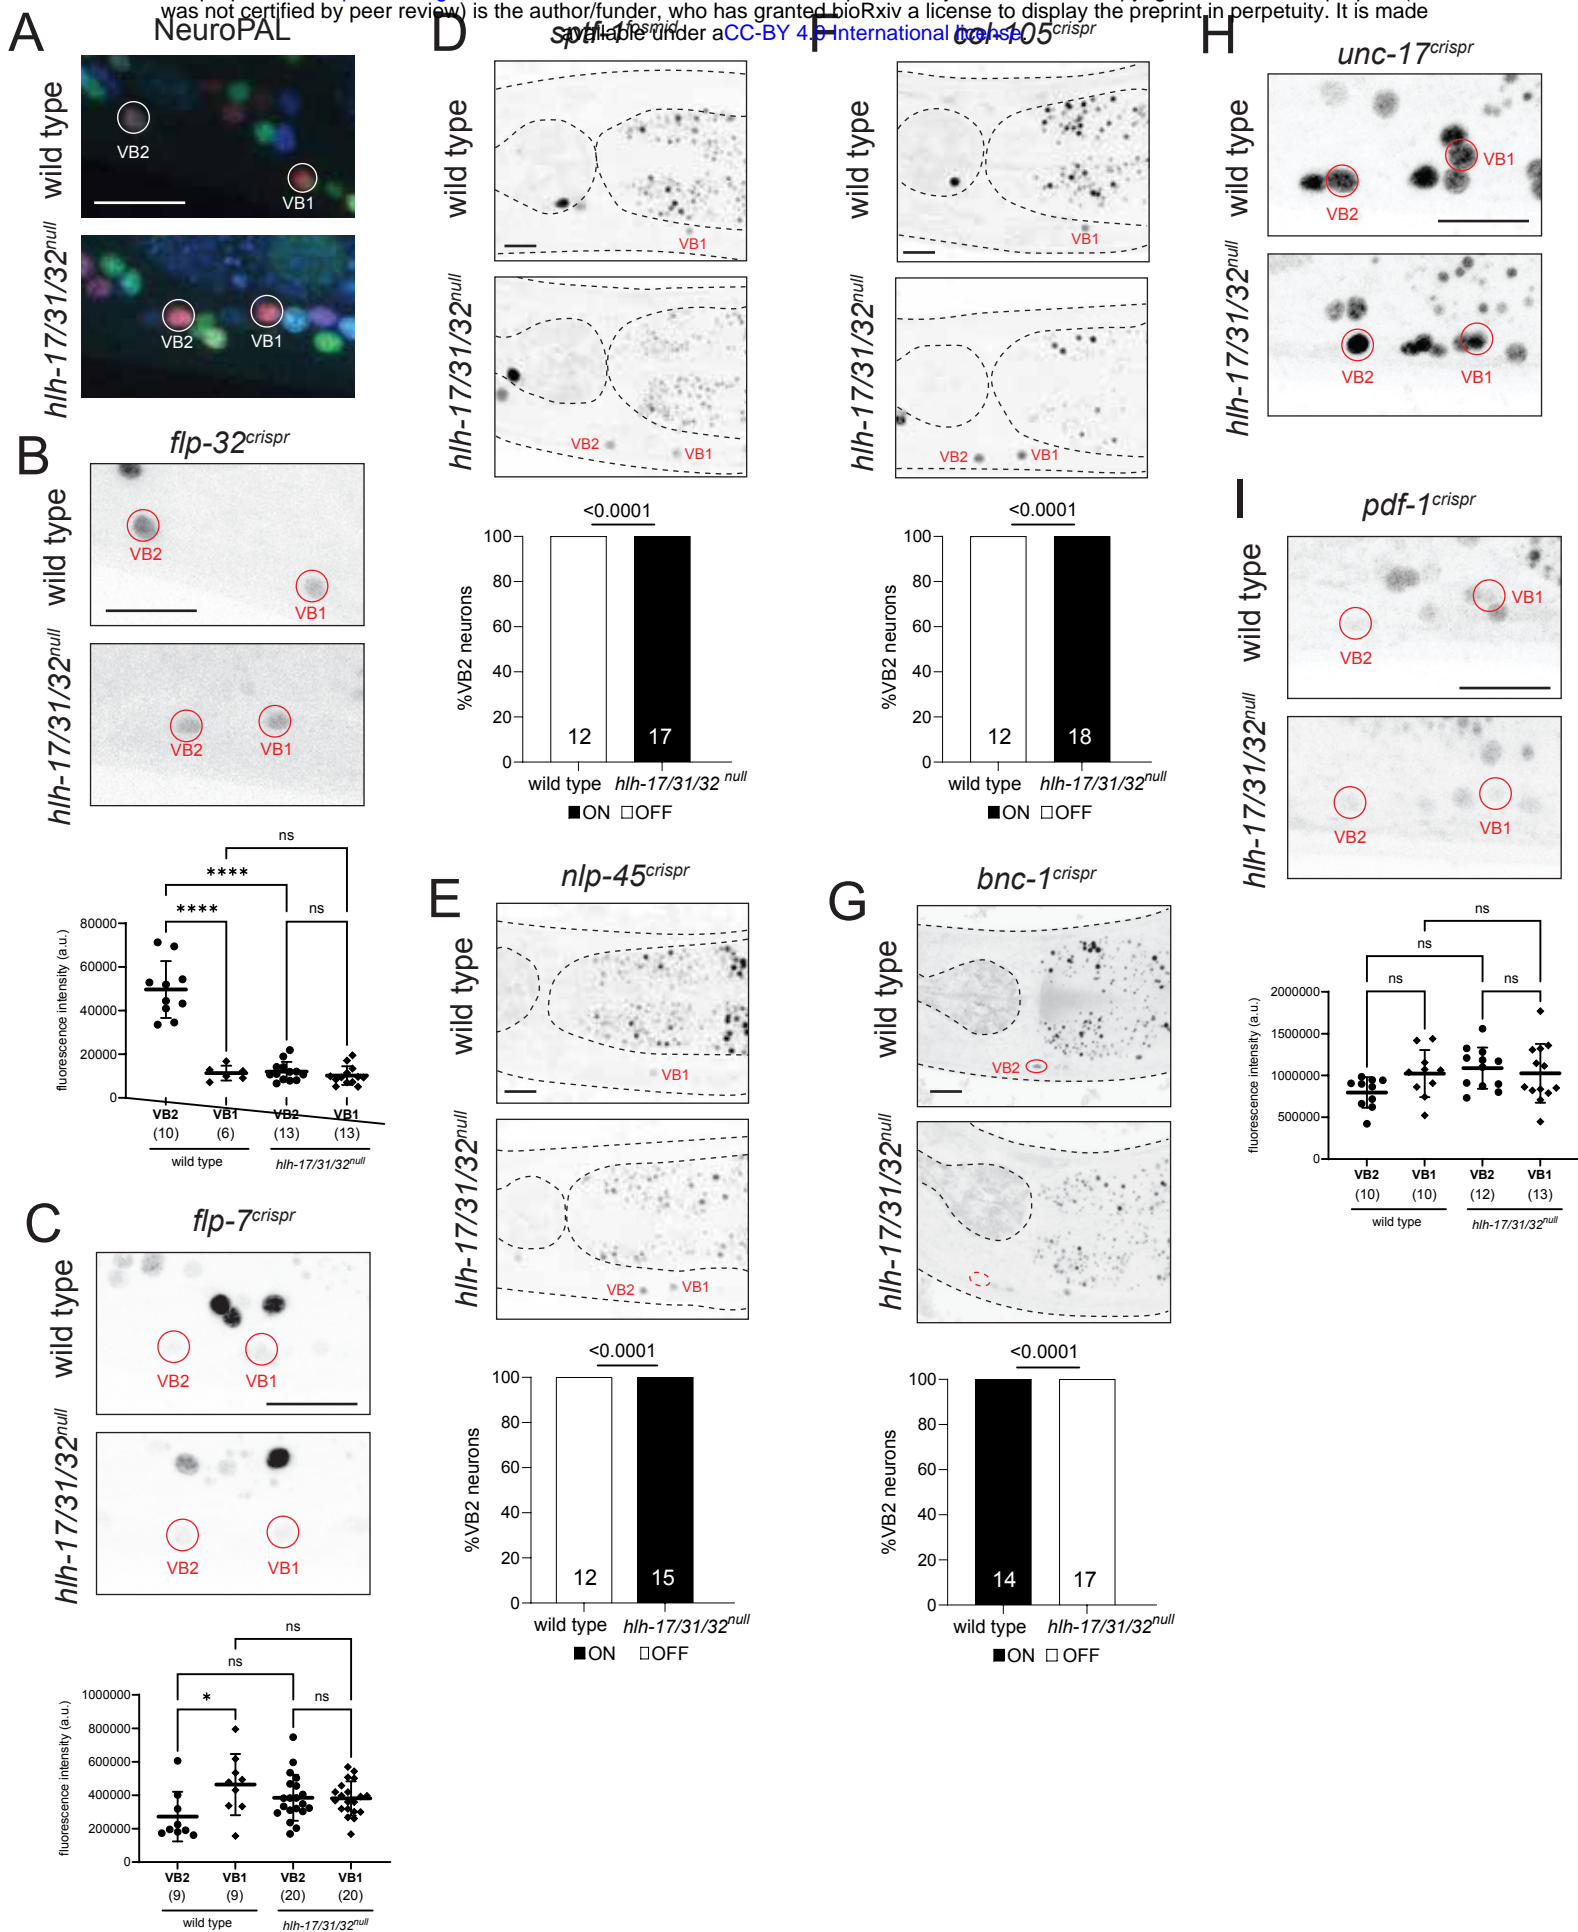 was not certified by peer review) is the author/funder, who has granted bioRxiv a license to display the preprint in perpetuity. It is made
available under aCC-BY 4.0 International license.
A
NeuroPAL
wild type
VB2
VB1
hlh-17/31/32null
VB2
VB1
B
flp-32crispr
wild type
VB2
VB1
hlh-17/31/32null
VB2
VB1
ns
****
****
ns
fluorescence intensity (a.u.)
80000
60000
40000
20000
0
VB2
VB1
VB2
VB1
(10)
(6)
(13)
(13)
wild type
hlh-17/31/32null
C
flp-7crispr
wild type
VB2
VB1
hlh-17/31/32null
VB2
VB1
ns
ns
*
ns
fluorescence intensity (a.u.)
1000000
800000
600000
400000
200000
0
VB2
VB1
VB2
VB1
(9)
(9)
(20)
(20)
wild type
hlh-17/31/32null
D
sptf-1fosmid
wild type
VB1
hlh-17/31/32null
VB2
VB1
<0.0001
%VB2 neurons
100
80
60
40
20
0
12
17
wild type
hlh-17/31/32 null
ON
OFF
E
nlp-45crispr
wild type
VB1
hlh-17/31/32null
VB2
VB1
<0.0001
%VB2 neurons
100
80
60
40
20
0
12
15
wild type
hlh-17/31/32null
ON
OFF
F
col-105crispr
wild type
VB1
hlh-17/31/32null
VB2
VB1
<0.0001
%VB2 neurons
100
80
60
40
20
0
12
18
wild type
hlh-17/31/32 null
ON
OFF
G
bnc-1crispr
wild type
VB2
hlh-17/31/32null
<0.0001
%VB2 neurons
100
80
60
40
20
0
14
17
wild type
hlh-17/31/32null
ON
OFF
H
unc-17crispr
wild type
VB1
VB2
hlh-17/31/32null
VB2
VB1
I
pdf-1crispr
wild type
VB1
VB2
hlh-17/31/32null
VB2
VB1
ns
ns
ns
ns
fluorescence intensity (a.u.)
2000000
1500000
1000000
500000
0
VB2
VB1
VB2
VB1
(10)
(10)
(12)
(13)
wild type
hlh-17/31/32null